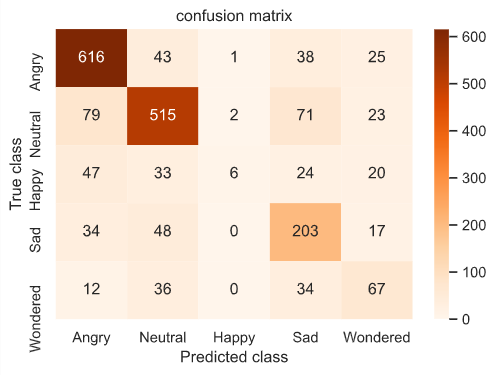 confusion matrix
True class
Angry 616 43 1 38 25
Neutral 79 515 2 71 23
Happy 47 33 6 24 20
Sad 34 48 0 203 17
Wondered 12 36 0 34 67
Angry Neutral Happy Sad Wondered
Predicted class
600
500
400
300
200
100
0